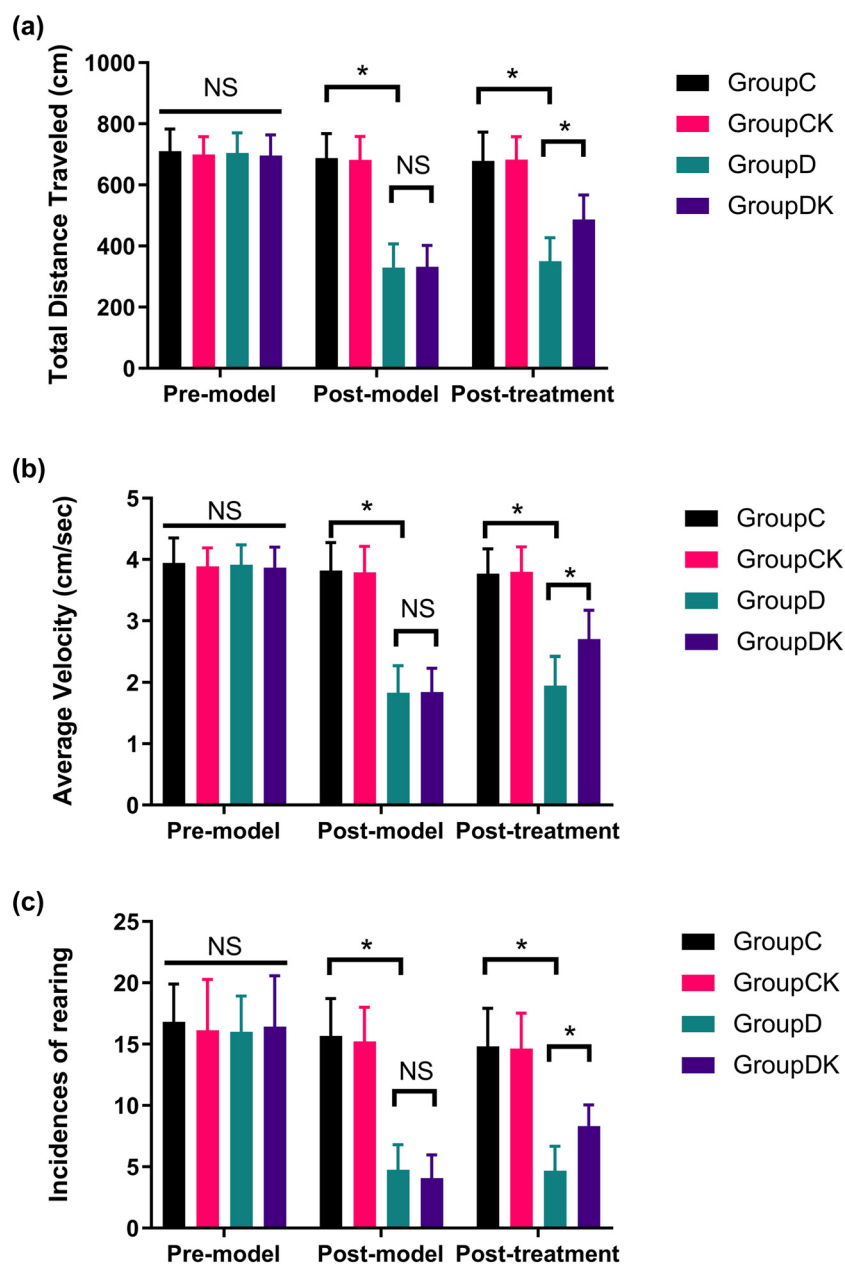 (a)
Total Distance Traveled (cm)
1000
800
600
400
200
0
NS
*
NS
*
*
Pre-model
Post-model
Post-treatment
GroupC
GroupCK
GroupD
GroupDK
(b)
Average Velocity (cm/sec)
5
4
3
2
1
0
NS
*
NS
*
*
Pre-model
Post-model
Post-treatment
GroupC
GroupCK
GroupD
GroupDK
(c)
Incidences of rearing
25
20
15
10
5
0
NS
*
NS
*
*
Pre-model
Post-model
Post-treatment
GroupC
GroupCK
GroupD
GroupDK